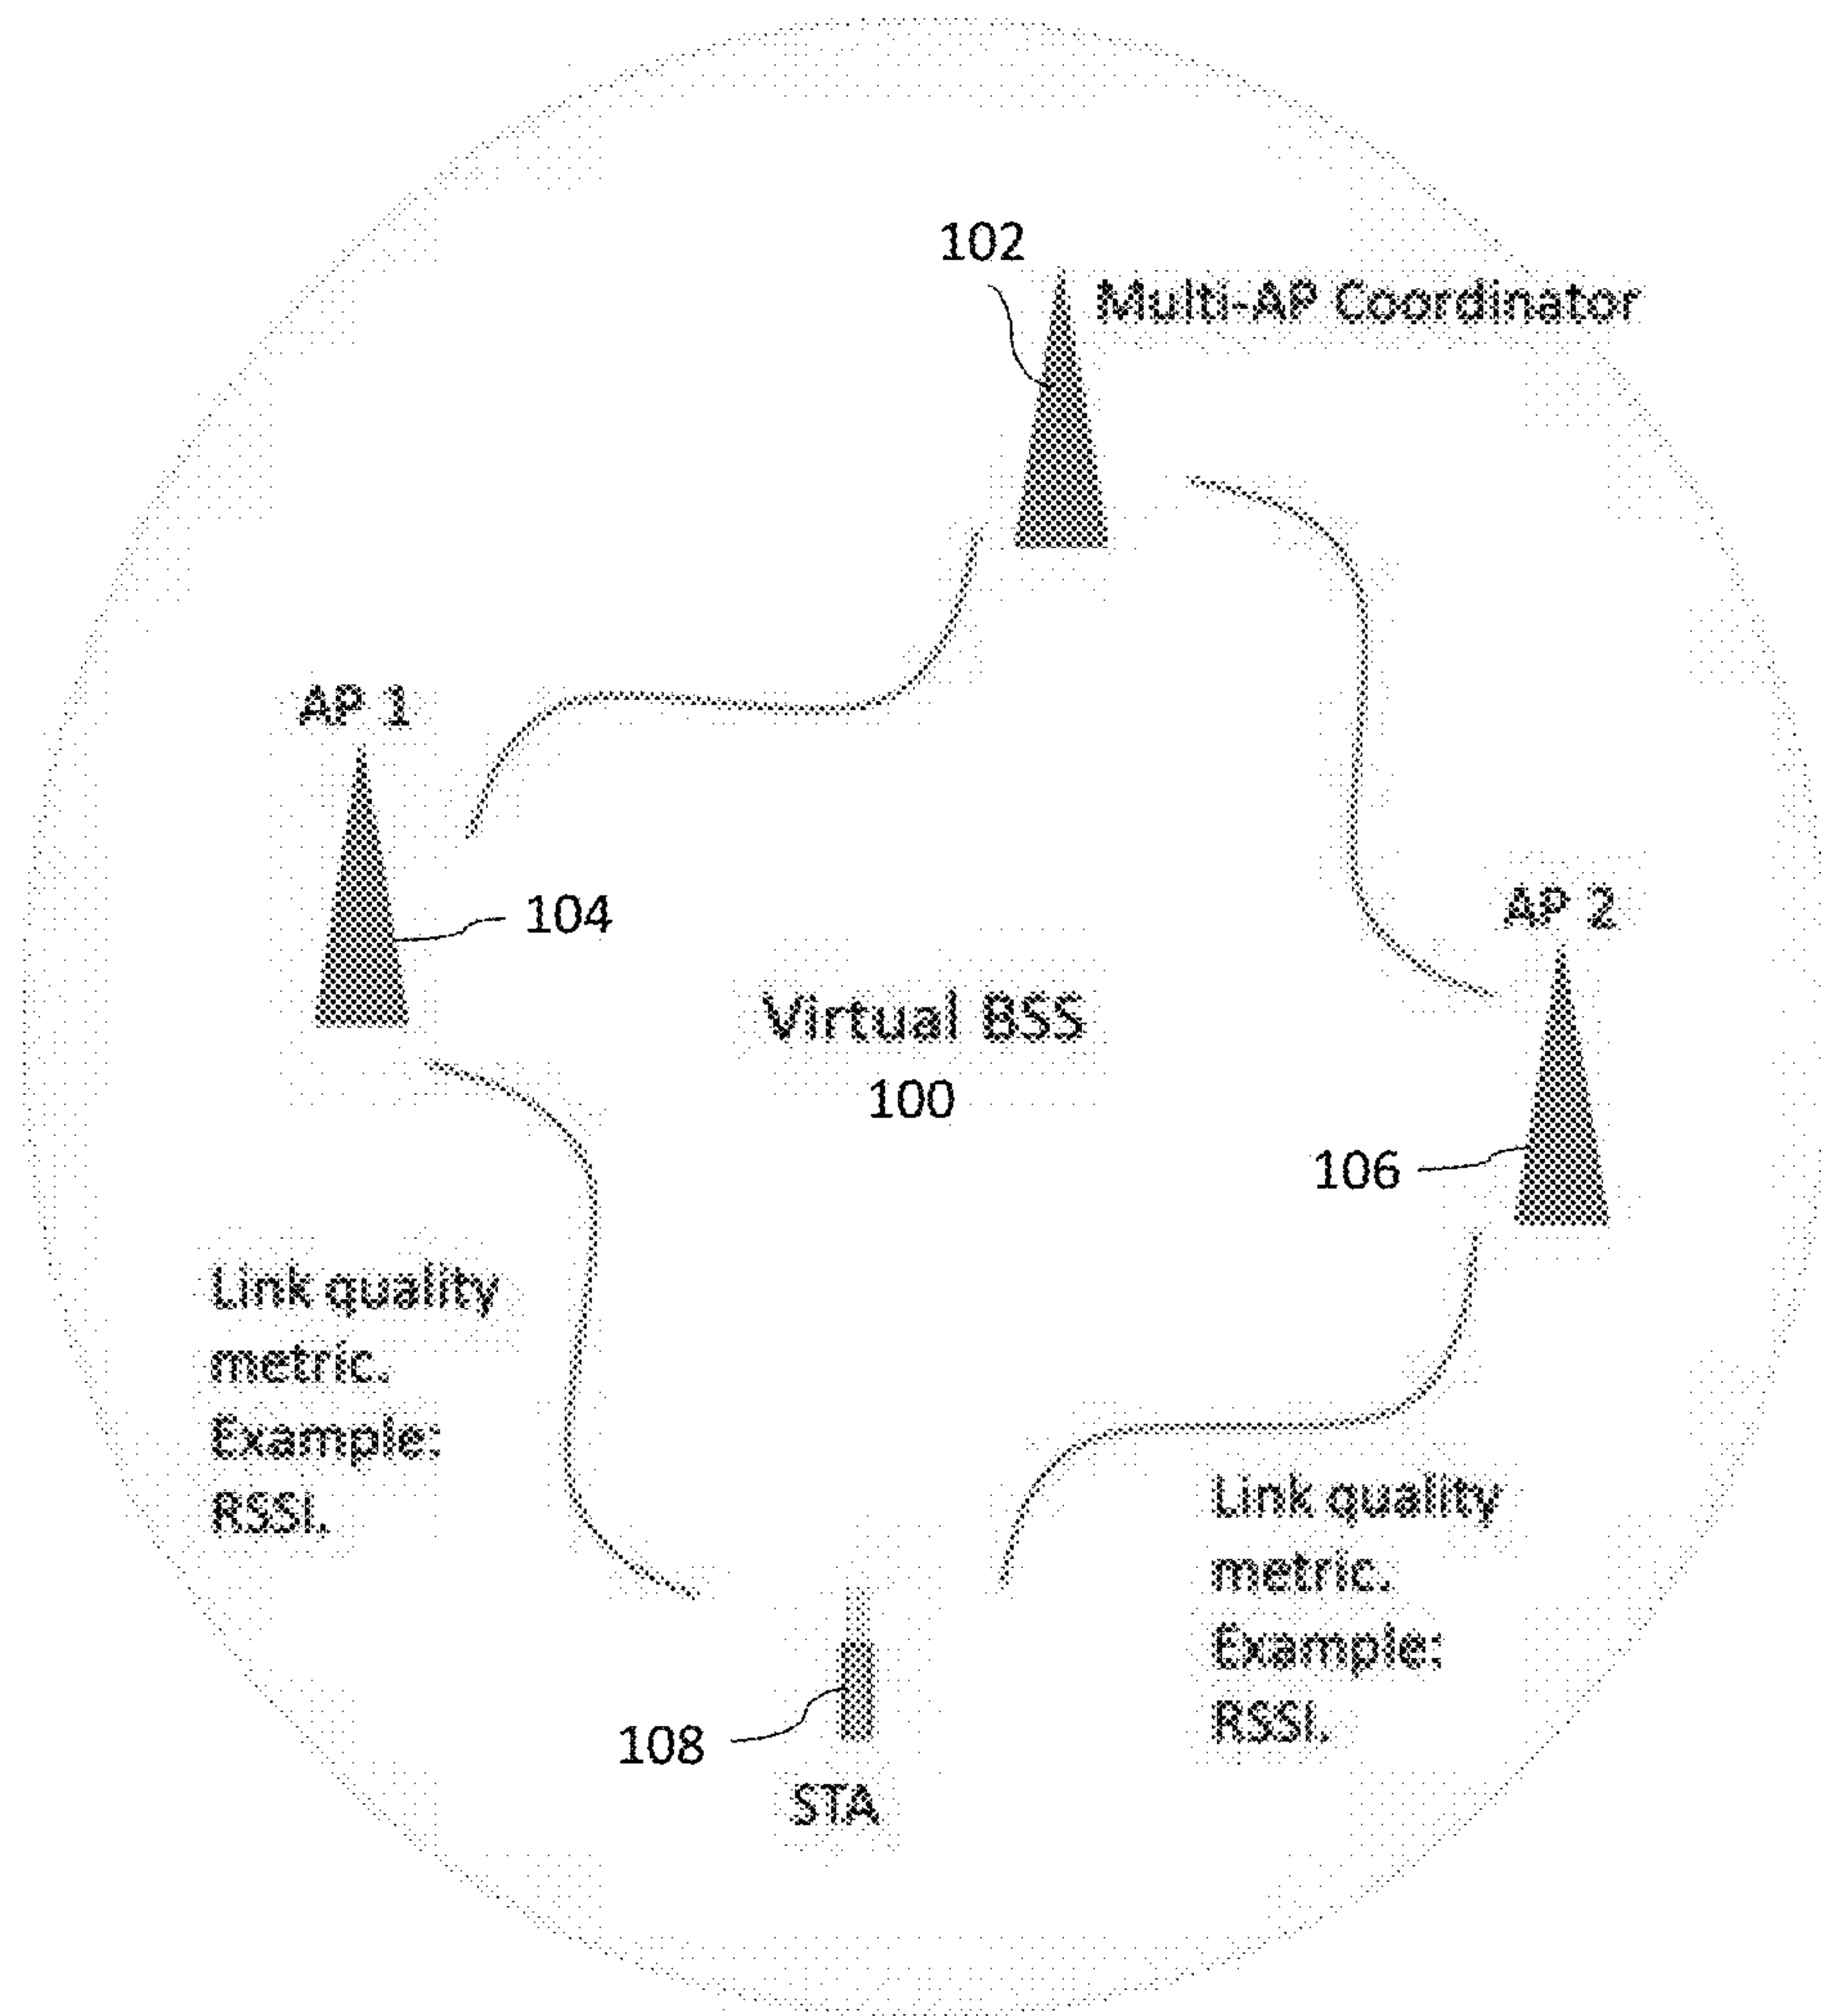 102
Multi-AP Coordinator
AP 1
104
AP 2
Virtual BSS
100
106
Link quality
metric.
Example:
RSSI.
Link quality
metric.
Example:
RSSI.
108
STA